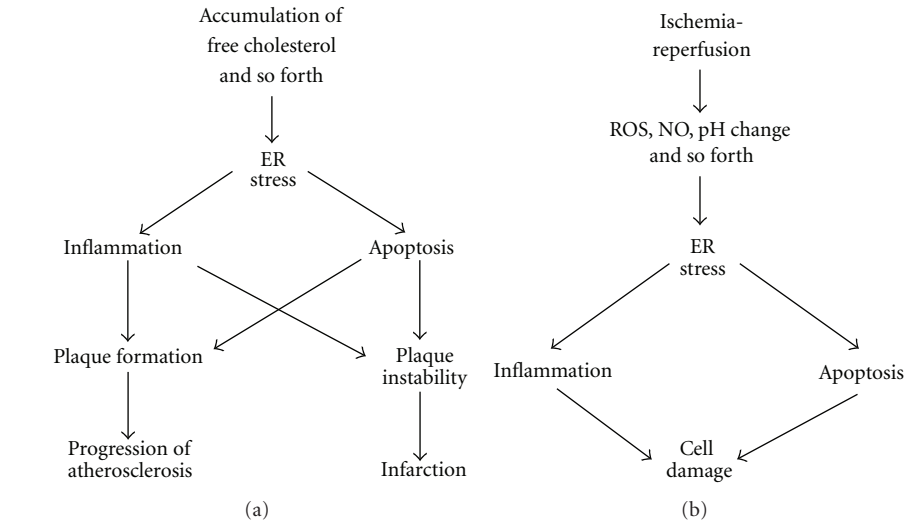 Accumulation of
free cholesterol
and so forth
ER
stress
Inflammation
Apoptosis
Plaque formation
Plaque
instability
Progression of
atherosclerosis
Infarction
(a)
Ischemia-
reperfusion
ROS, NO, pH change
and so forth
ER
stress
Inflammation
Apoptosis
Cell
damage
(b)